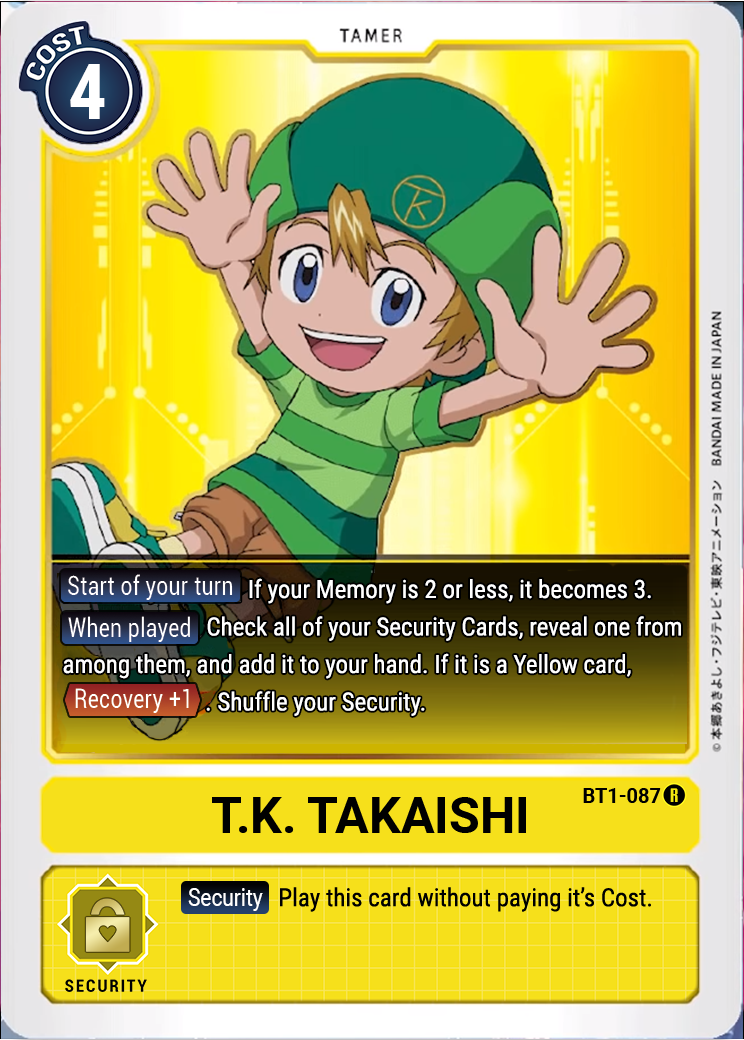 TAMER
COST
4
TK
Start of your turn If your Memory is 2 or less, it becomes 3.
When played Check all of your Security Cards, reveal one from
among them, and add it to your hand. If it is a Yellow card,
Recovery +1 . Shuffle your Security.
©本郷あきよし・フジテレビ・東映アニメーション BANDAI MADE IN JAPAN
BT1-087 R
T.K. TAKAISHI
Security Play this card without paying it’s Cost.
SECURITY